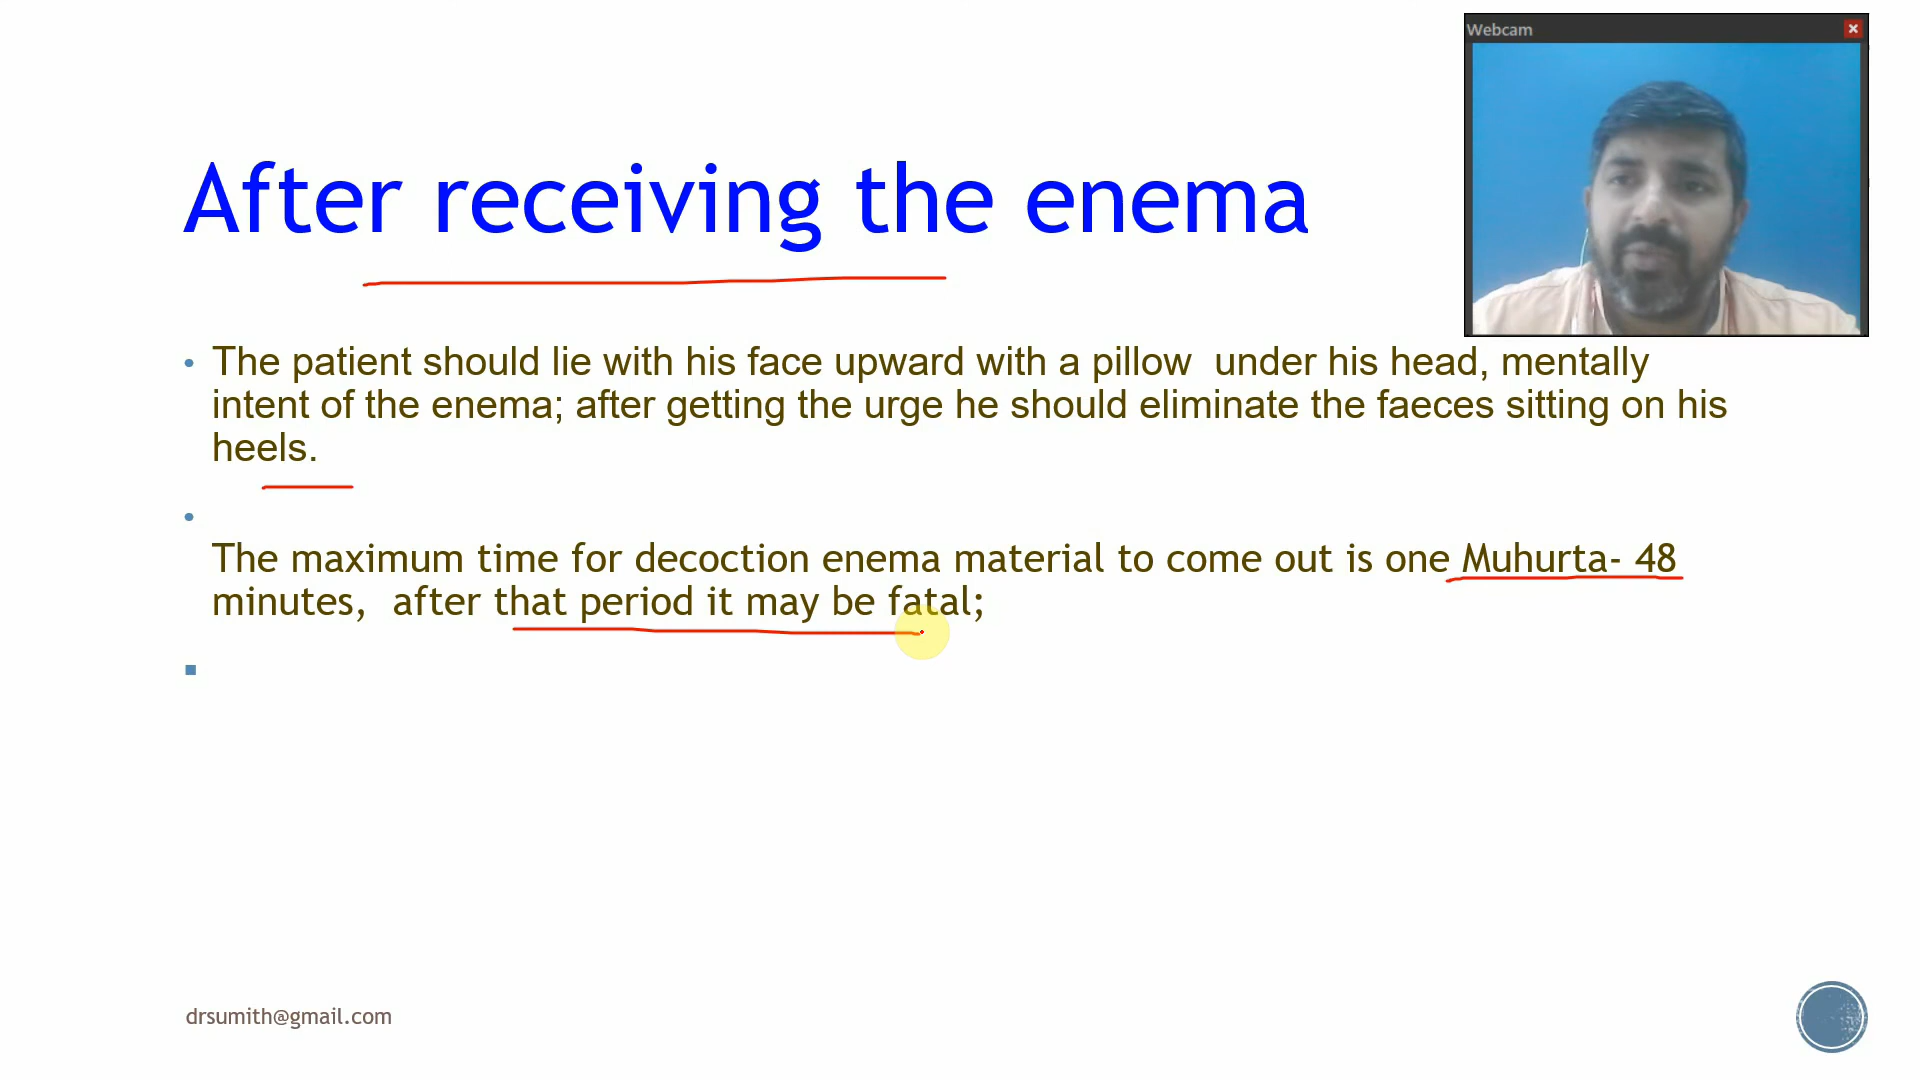 Webcam
After receiving the enema
• The patient should lie with his face upward with a pillow under his head, mentally
intent of the enema; after getting the urge he should eliminate the faeces sitting on his
heels.
•
The maximum time for decoction enema material to come out is one Muhurta- 48
minutes, after that period it may be fatal;
▪
drsumith@gmail.com